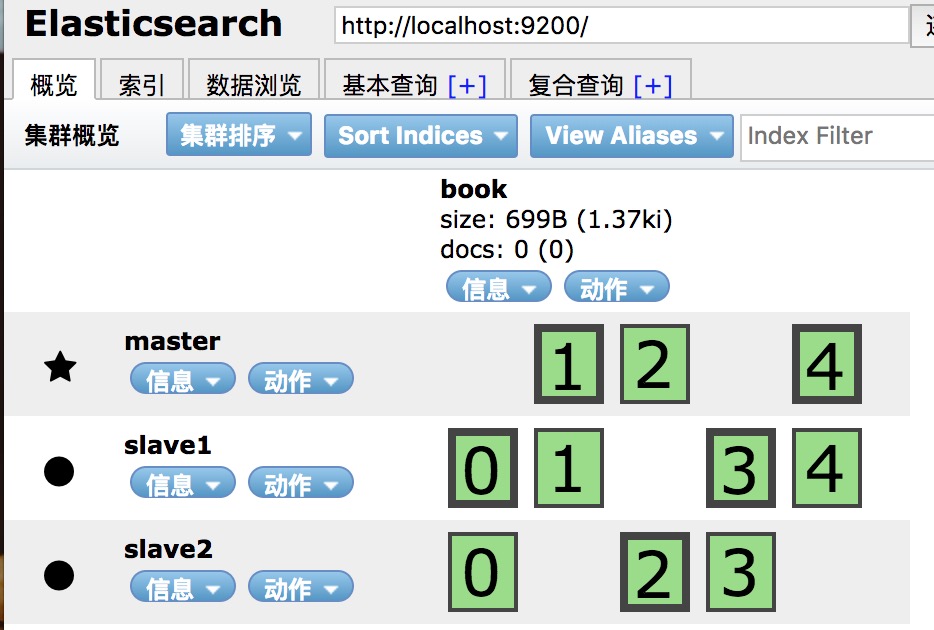 Elasticsearch http://localhost:9200/
概览 索引 数据浏览 基本查询 [+] 复合查询 [+]
集群概览 集群排序 Sort Indices View Aliases Index Filter
book
size: 699B (1.37ki)
docs: 0 (0)
信息 动作
master
信息 动作
1 2 4
slave1
信息 动作
0 1 3 4
slave2
信息 动作
0 2 3